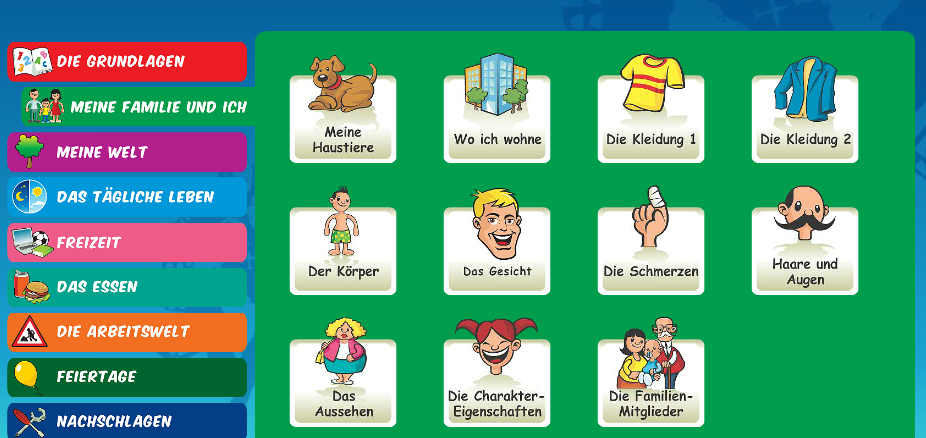 DIE GRUNDLAGEN
MEINE FAMILIE UND ICH
MEINE WELT
DAS TÄGLICHE LEBEN
FREIZEIT
DAS ESSEN
DIE ARBEITSWELT
FEIERTAGE
NACHSCHLAGEN
Meine
Haustiere
Wo ich wohne
Die Kleidung 1
Die Kleidung 2
Der Körper
Das Gesicht
Die Schmerzen
Haare und
Augen
Das
Aussehen
Die Charakter-
Eigenschaften
Die Familien-
Mitglieder